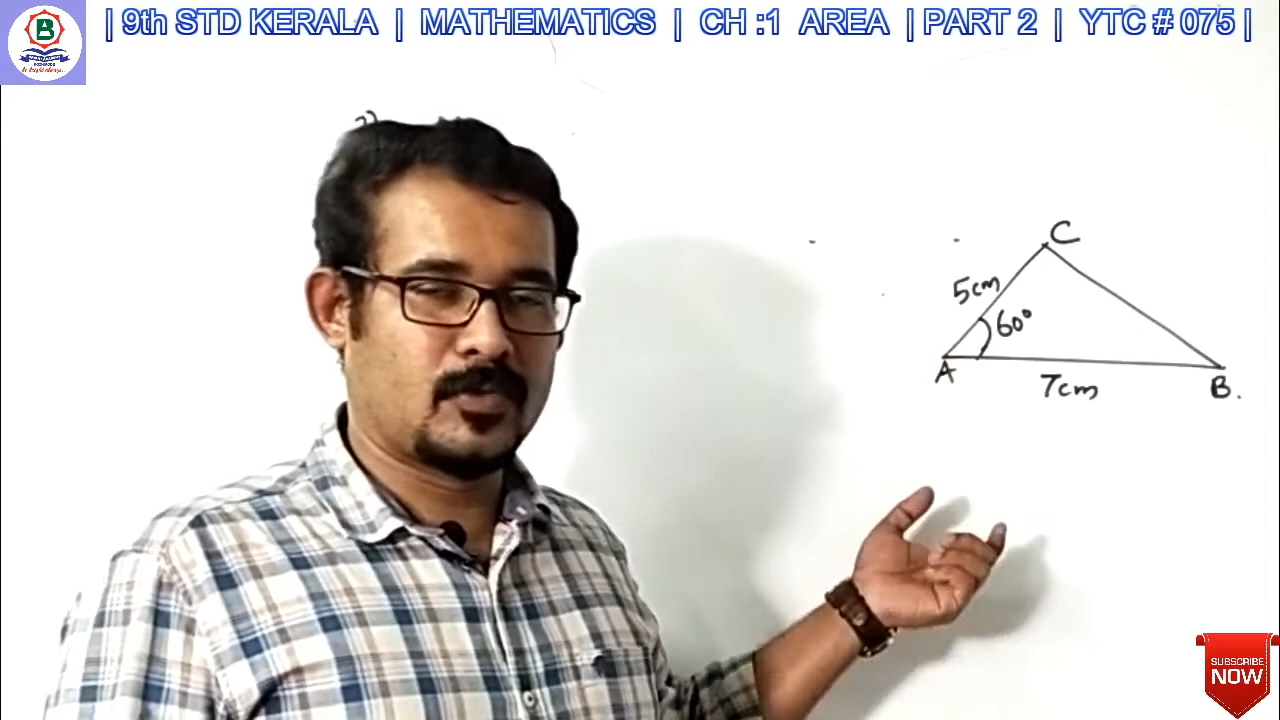 | 9th STD KERALA | MATHEMATICS | CH :1 AREA | PART 2 | YTC # 075 |
B
C
5cm
60°
A
7cm
B.
SUBSCRIBE
NOW